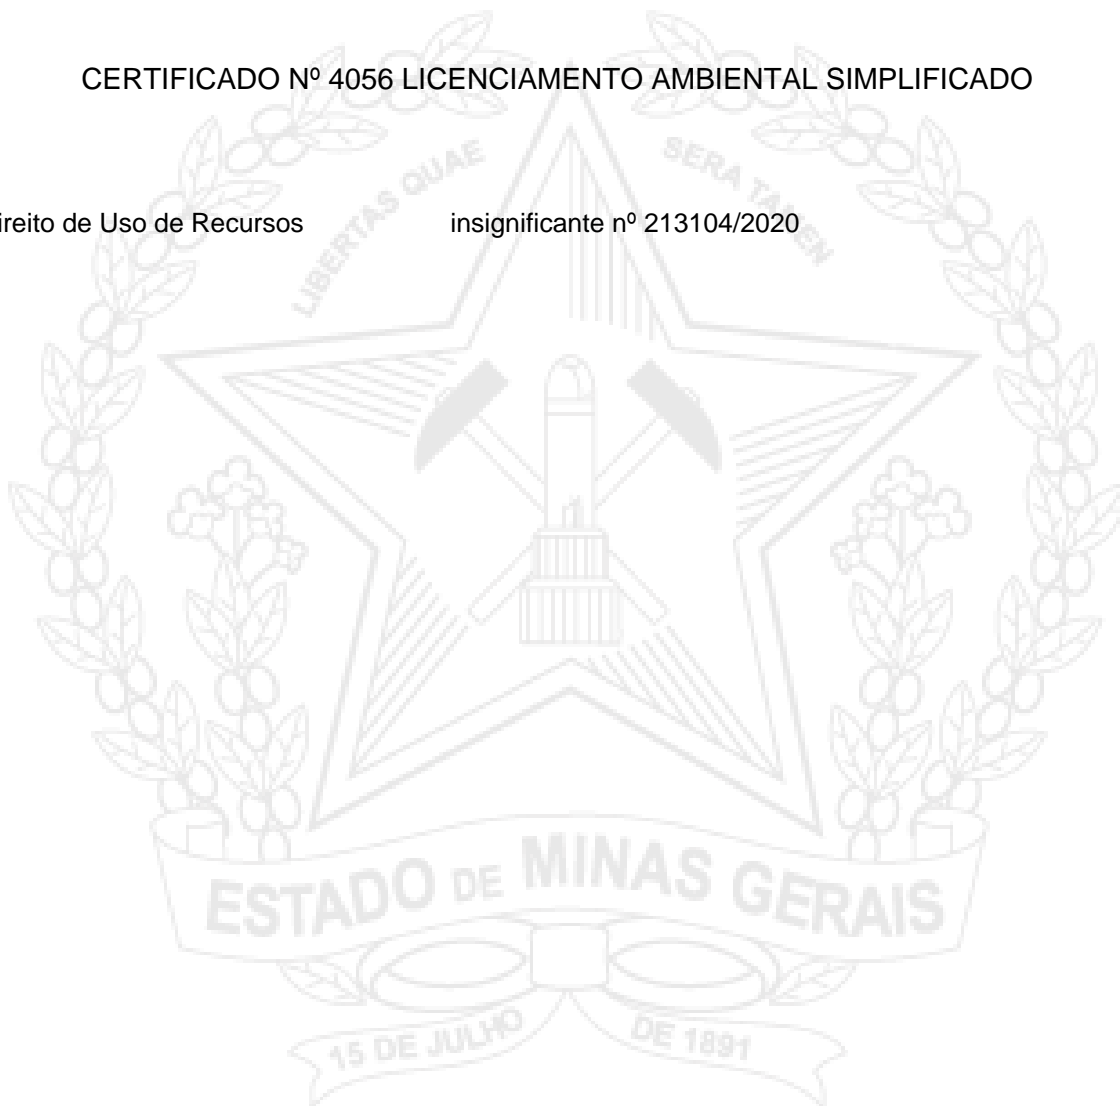 CERTIFICADO Nº 4056 LICENCIAMENTO AMBIENTAL SIMPLIFICADO
LIBERTAS QUAE SERA TAMEN
ireito de Uso de Recursos insignificante nº 213104/2020
ESTADO DE MINAS GERAIS
15 DE JULHO DE 1891